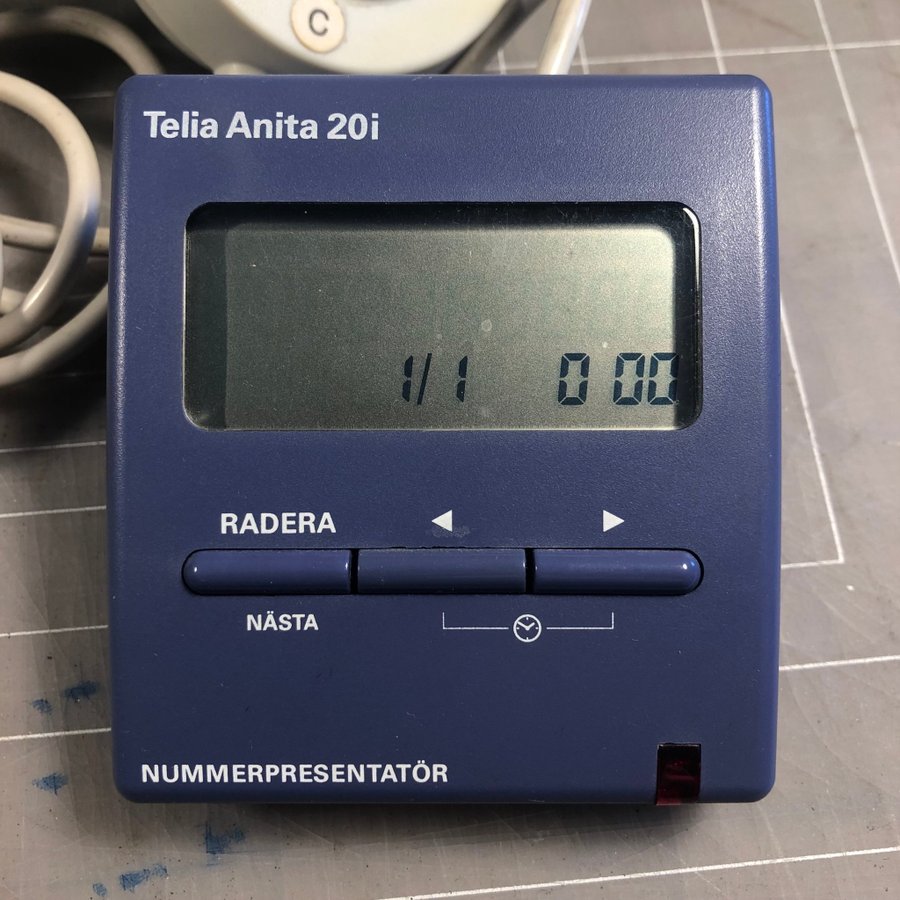 C
Telia Anita 20i
1/1 0 00
RADERA ◀ ▶
NÄSTA
NUMMERPRESENTATÖR